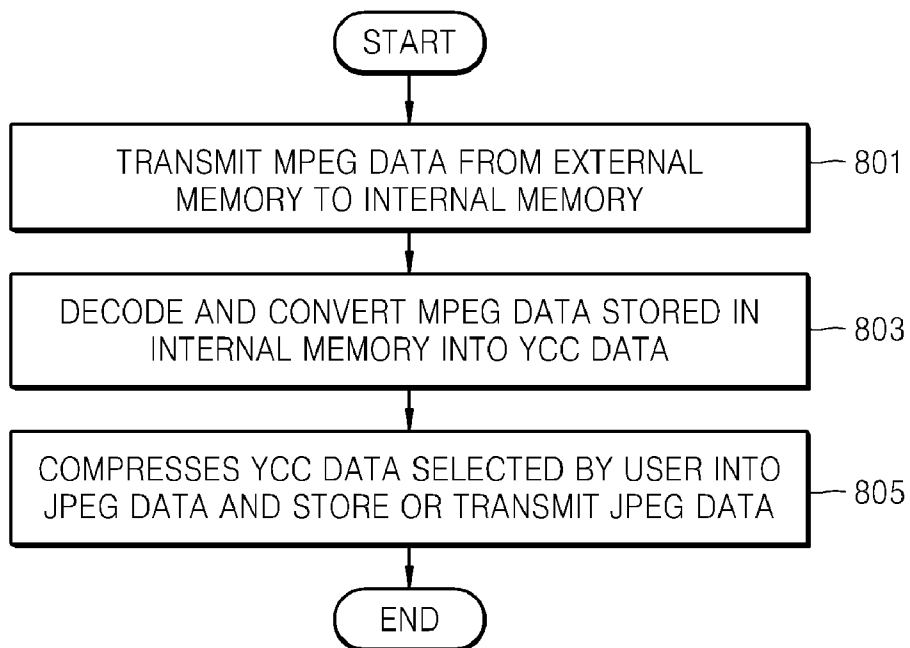 START
TRANSMIT MPEG DATA FROM EXTERNAL
MEMORY TO INTERNAL MEMORY
801
DECODE AND CONVERT MPEG DATA STORED IN
INTERNAL MEMORY INTO YCC DATA
803
COMPRESSES YCC DATA SELECTED BY USER INTO
JPEG DATA AND STORE OR TRANSMIT JPEG DATA
805
END